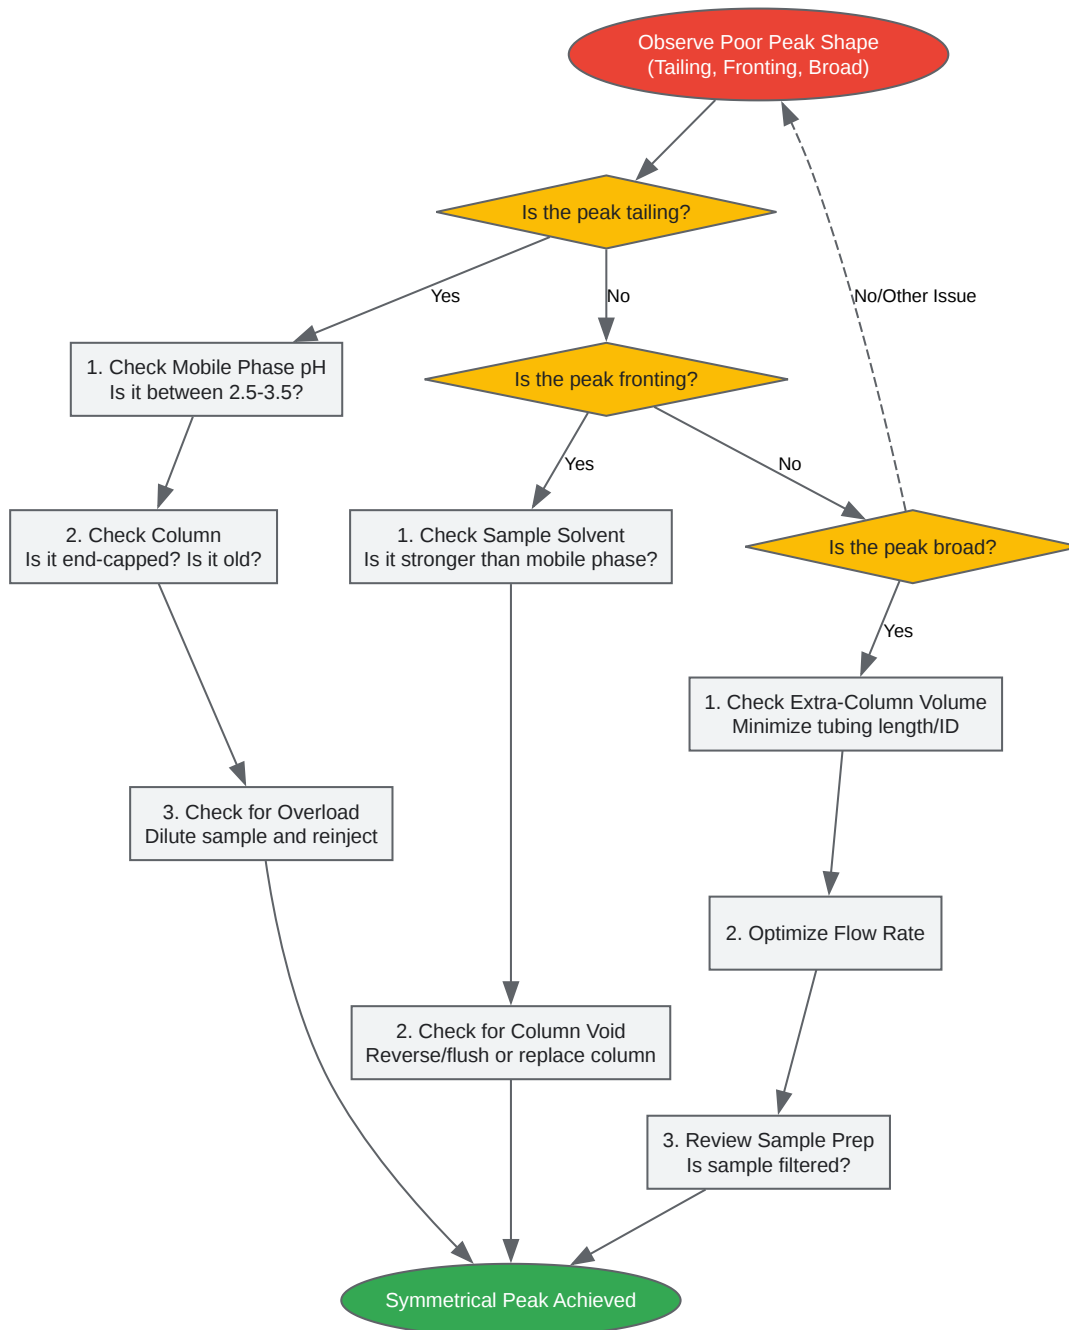 Observe Poor Peak Shape
(Tailing, Fronting, Broad)
Is the peak tailing?
Yes
No
No/Other Issue
1. Check Mobile Phase pH
Is it between 2.5-3.5?
Is the peak fronting?
Yes
No
2. Check Column
Is it end-capped? Is it old?
1. Check Sample Solvent
Is it stronger than mobile phase?
Is the peak broad?
Yes
1. Check Extra-Column Volume
Minimize tubing length/ID
3. Check for Overload
Dilute sample and reinject
2. Optimize Flow Rate
2. Check for Column Void
Reverse/flush or replace column
3. Review Sample Prep
Is sample filtered?
Symmetrical Peak Achieved